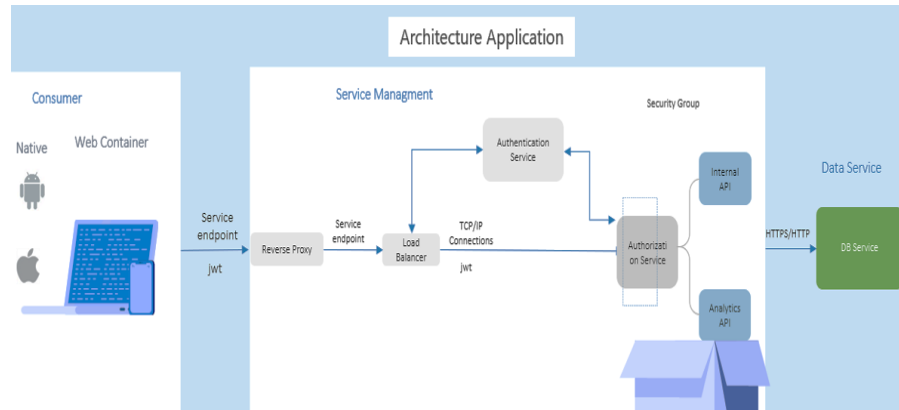 Architecture Application
Consumer
Native
Web Container
Service
endpoint
jwt
Service Managment
Reverse Proxy
Service
endpoint
Load
Balancer
Authentication
Service
TCP/IP
Connections
jwt
Security Group
Authorizati
on Service
Internal
API
Analytics
API
HTTPS/HTTP
Data Service
DB Service